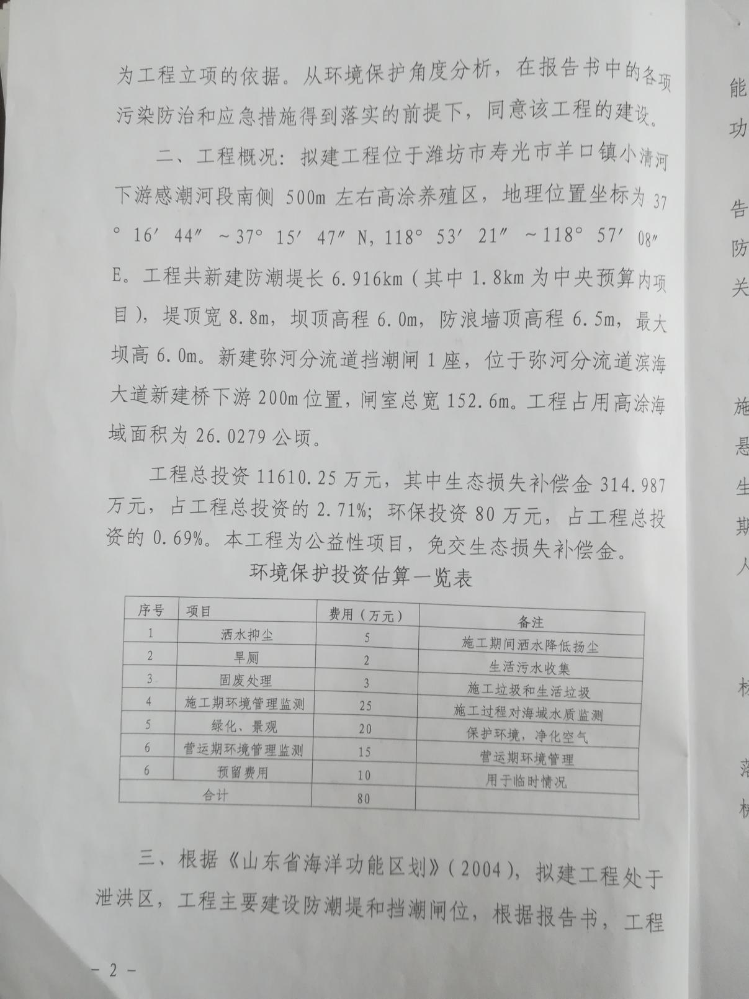 为工程立项的依据。从环境保护角度分析，在报告书中的各项
污染防治和应急措施得到落实的前提下，同意该工程的建设。
二、工程概况：拟建工程位于潍坊市寿光市羊口镇小清河
下游感潮河段南侧 500m 左右高涂养殖区，地理位置坐标为 37
° 16′ 44″ ~37° 15′ 47″ N, 118° 53′ 21″ ~118° 57′ 08″
E。工程共新建防潮堤长 6.916km（其中 1.8km 为中央预算内项
目），堤顶宽 8.8m，坝顶高程 6.0m，防浪墙顶高程 6.5m，最大
坝高 6.0m。新建弥河分流道挡潮闸 1 座，位于弥河分流道滨海
大道新建桥下游 200m 位置，闸室总宽 152.6m。工程占用高涂海
域面积为 26.0279 公顷。
工程总投资 11610.25 万元，其中生态损失补偿金 314.987
万元，占工程总投资的 2.71%；环保投资 80 万元，占工程总投
资的 0.69%。本工程为公益性项目，免交生态损失补偿金。
环境保护投资估算一览表
序号 项目 费用（万元） 备注
1 洒水抑尘 5 施工期间洒水降低扬尘
2 旱厕 2 生活污水收集
3 固废处理 3 施工垃圾和生活垃圾
4 施工期环境管理监测 25 施工过程对海域水质监测
5 绿化、景观 20 保护环境，净化空气
6 营运期环境管理监测 15 营运期环境管理
6 预留费用 10 用于临时情况
合计 80
三、根据《山东省海洋功能区划》（2004），拟建工程处于
泄洪区，工程主要建设防潮堤和挡潮闸位，根据报告书，工程
- 2 -
能
功
告
防
关
施
悬
生
期
人
落